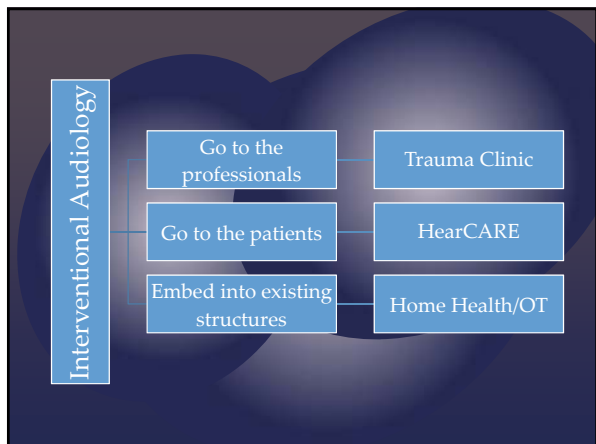 Interventional Audiology
Go to the
professionals
Trauma Clinic
Go to the patients
HearCARE
Embed into existing
structures
Home Health/OT